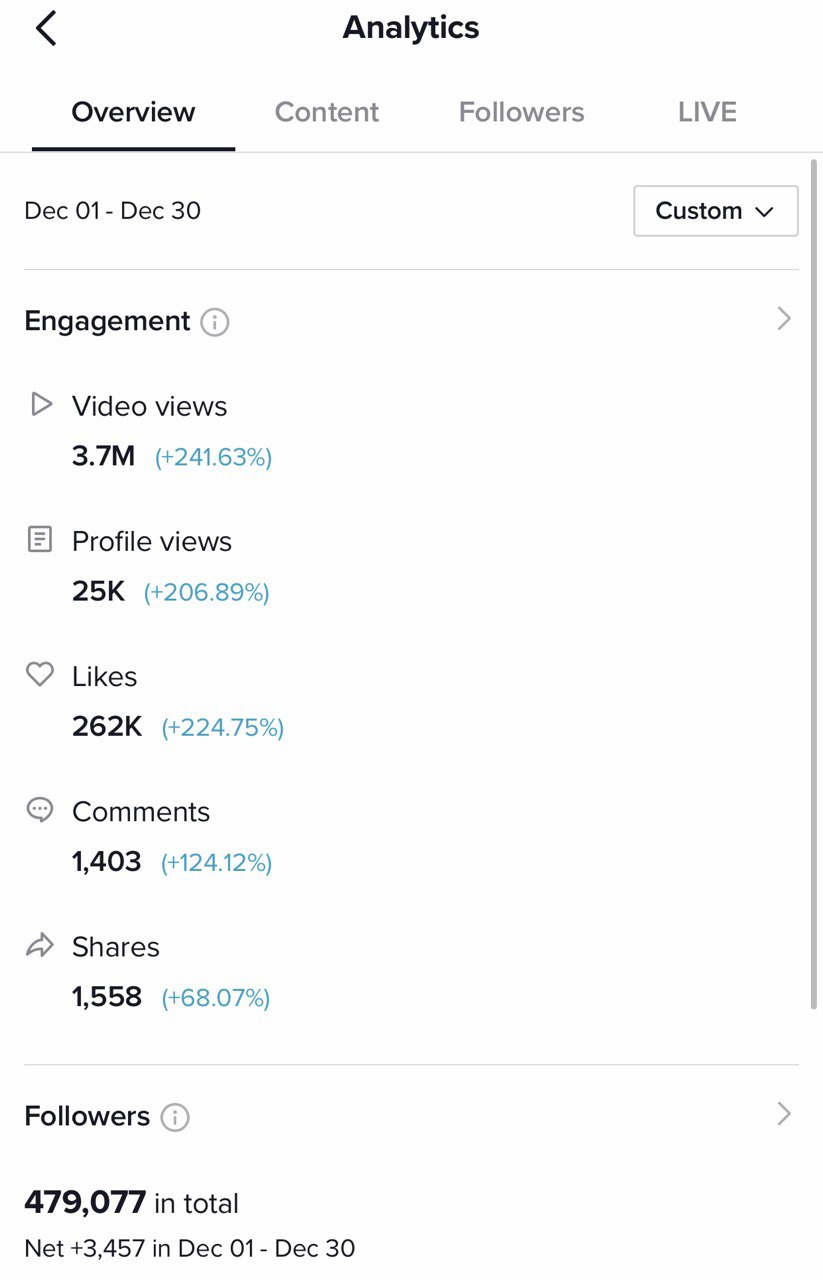 Analytics
Overview Content Followers LIVE
Dec 01 - Dec 30 Custom
Engagement
Video views
3.7M (+241.63%)
Profile views
25K (+206.89%)
Likes
262K (+224.75%)
Comments
1,403 (+124.12%)
Shares
1,558 (+68.07%)
Followers
479,077 in total
Net +3,457 in Dec 01 - Dec 30